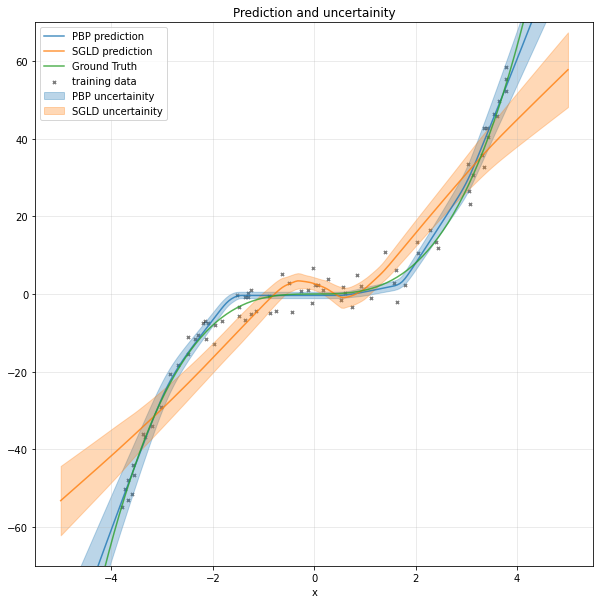 Prediction and uncertainity
PBP prediction
SGLD prediction
Ground Truth
training data
PBP uncertainity
SGLD uncertainity
60
40
20
0
−20
−40
−60
−4
−2
0
2
4
x